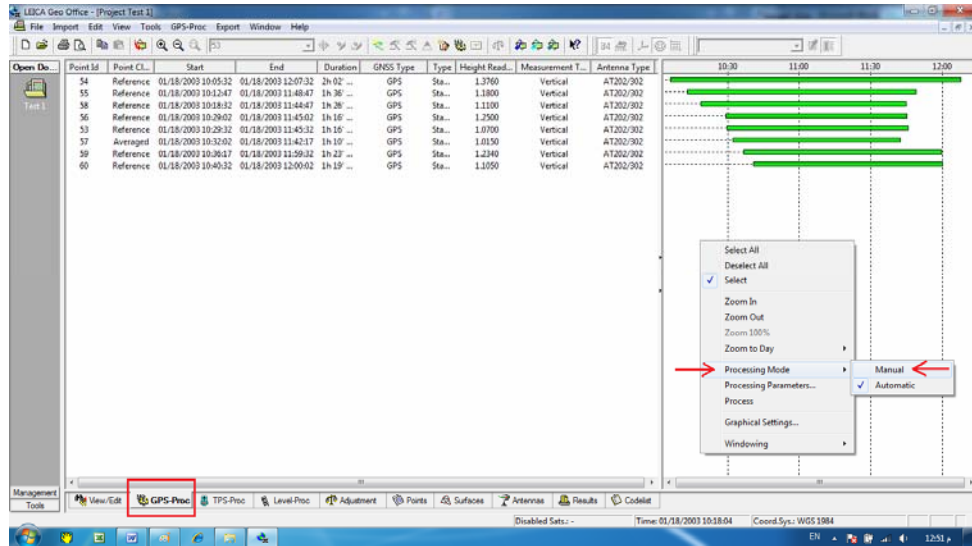 LEICA Geo Office - [Project Test 1]
File Import Edit View Tools GPS-Proc Export Window Help
Open Do... Point Id Point Cl... Start End Duration GNSS Type Type Height Read... Measurement T... Antenna Type 10:30 11:00 11:30 12:00
54 Reference 01/18/2003 10:05:32 01/18/2003 12:07:32 2h 02' ... GPS Sta... 1.3760 Vertical AT202/302
55 Reference 01/18/2003 10:12:47 01/18/2003 11:48:47 1h 36' ... GPS Sta... 1.1800 Vertical AT202/302
Test 1
58 Reference 01/18/2003 10:18:32 01/18/2003 11:44:47 1h 26' ... GPS Sta... 1.1100 Vertical AT202/302
56 Reference 01/18/2003 10:29:02 01/18/2003 11:45:02 1h 16' ... GPS Sta... 1.2500 Vertical AT202/302
53 Reference 01/18/2003 10:29:32 01/18/2003 11:45:32 1h 16' ... GPS Sta... 1.0700 Vertical AT202/302
57 Averaged 01/18/2003 10:32:02 01/18/2003 11:42:17 1h 10' ... GPS Sta... 1.0150 Vertical AT202/302
59 Reference 01/18/2003 10:36:17 01/18/2003 11:59:32 1h 23' ... GPS Sta... 1.2340 Vertical AT202/302
60 Reference 01/18/2003 10:40:32 01/18/2003 12:00:02 1h 19' ... GPS Sta... 1.1050 Vertical AT202/302
Select All
Deselect All
Select
Zoom In
Zoom Out
Zoom 100%
Zoom to Day
Processing Mode Manual
Processing Parameters... Automatic
Process
Graphical Settings...
Windowing
Management
Tools
View/Edit GPS-Proc TPS-Proc Level-Proc Adjustment Points Surfaces Antennas Results Codelist
Disabled Sats.: - Time: 01/18/2003 10:18:04 Coord.Sys.: WGS 1984
EN 12:51 م